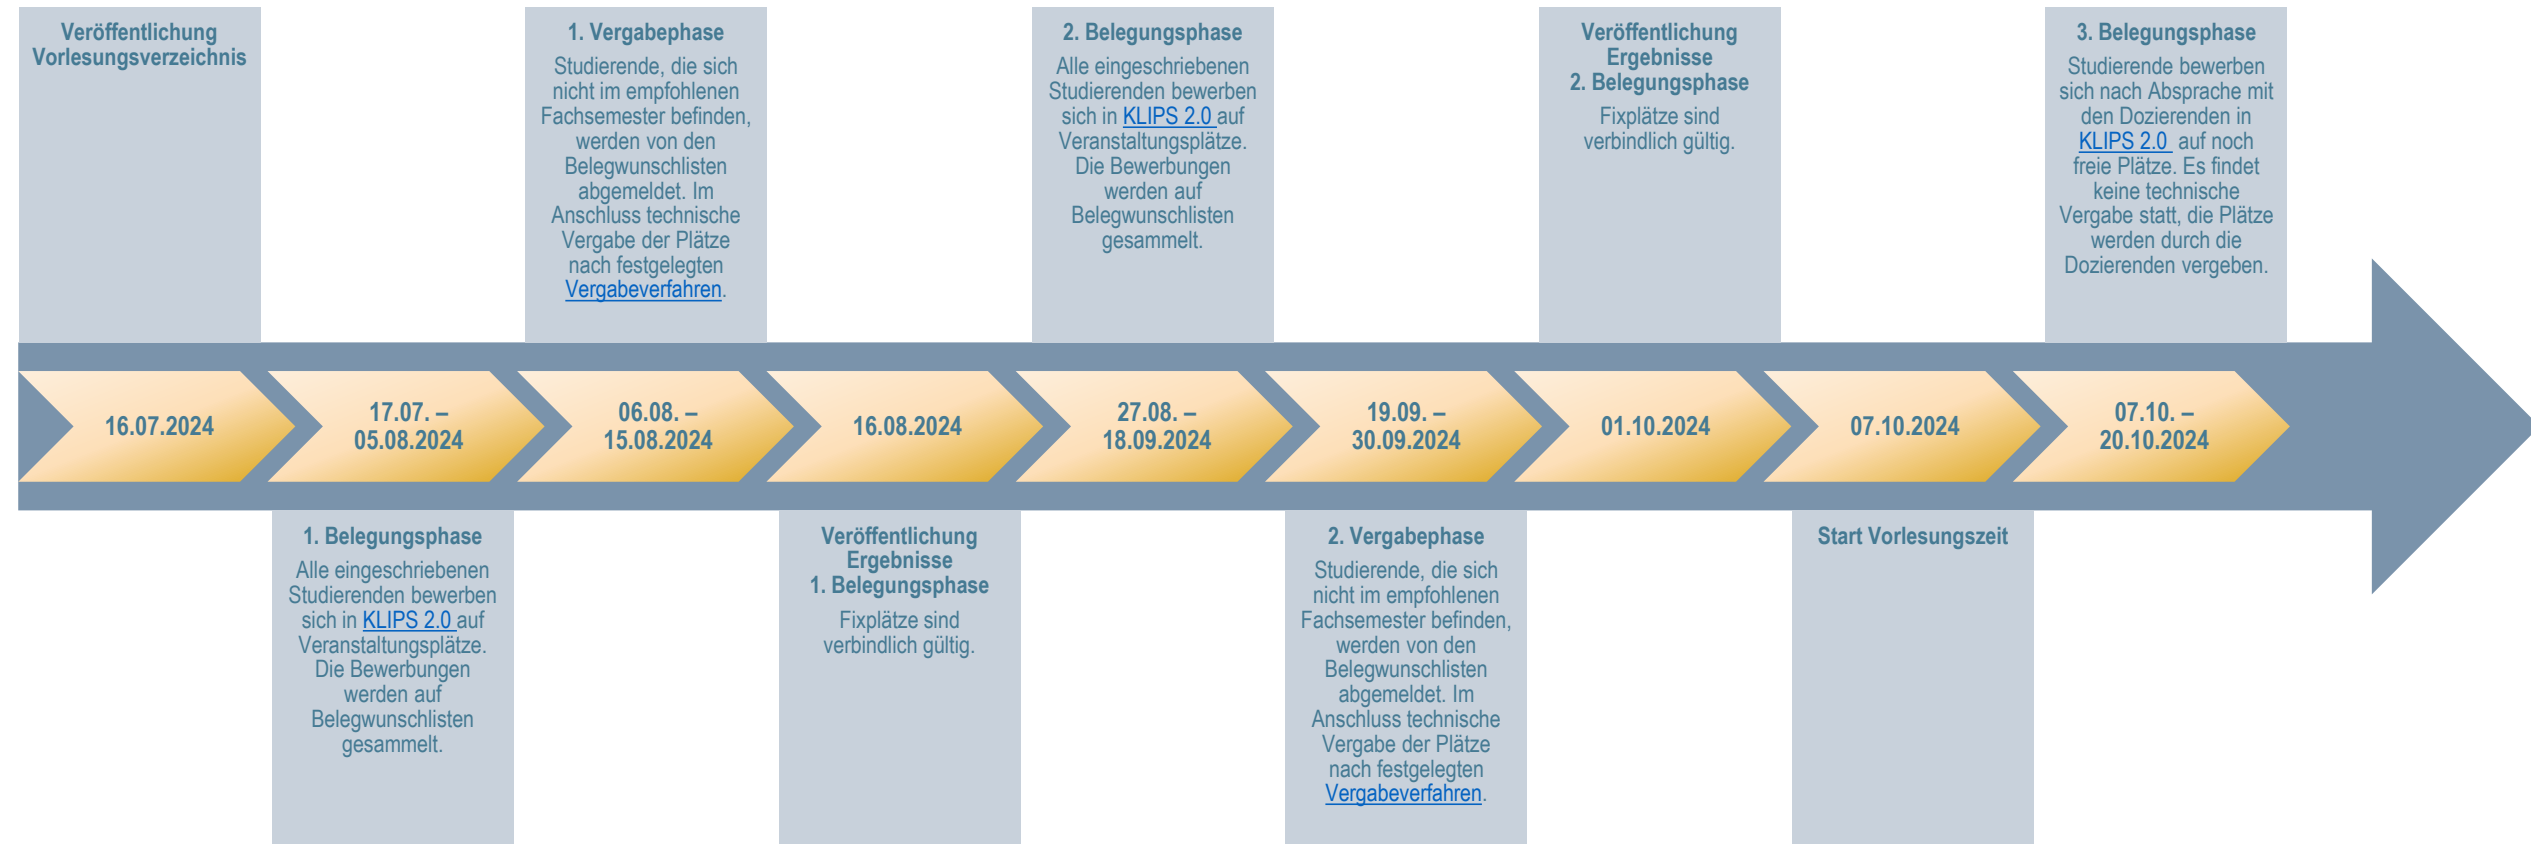 Veröffentlichung
Vorlesungsverzeichnis
1. Vergabephase
Studierende, die sich
nicht im empfohlenen
Fachsemester befinden,
werden von den
Belegwunschlisten
abgemeldet. Im
Anschluss technische
Vergabe der Plätze
nach festgelegten
Vergabeverfahren.
2. Belegungsphase
Alle eingeschriebenen
Studierenden bewerben
sich in KLIPS 2.0 auf
Veranstaltungsplätze.
Die Bewerbungen
werden auf
Belegwunschlisten
gesammelt.
Veröffentlichung
Ergebnisse
2. Belegungsphase
Fixplätze sind
verbindlich gültig.
3. Belegungsphase
Studierende bewerben
sich nach Absprache mit
den Dozierenden in
KLIPS 2.0 auf noch
freie Plätze. Es findet
keine technische
Vergabe statt, die Plätze
werden durch die
Dozierenden vergeben.
16.07.2024
17.07. –
05.08.2024
06.08. –
15.08.2024
16.08.2024
27.08. –
18.09.2024
19.09. –
30.09.2024
01.10.2024
07.10.2024
07.10. –
20.10.2024
1. Belegungsphase
Alle eingeschriebenen
Studierenden bewerben
sich in KLIPS 2.0 auf
Veranstaltungsplätze.
Die Bewerbungen
werden auf
Belegwunschlisten
gesammelt.
Veröffentlichung
Ergebnisse
1. Belegungsphase
Fixplätze sind
verbindlich gültig.
2. Vergabephase
Studierende, die sich
nicht im empfohlenen
Fachsemester befinden,
werden von den
Belegwunschlisten
abgemeldet. Im
Anschluss technische
Vergabe der Plätze
nach festgelegten
Vergabeverfahren.
Start Vorlesungszeit